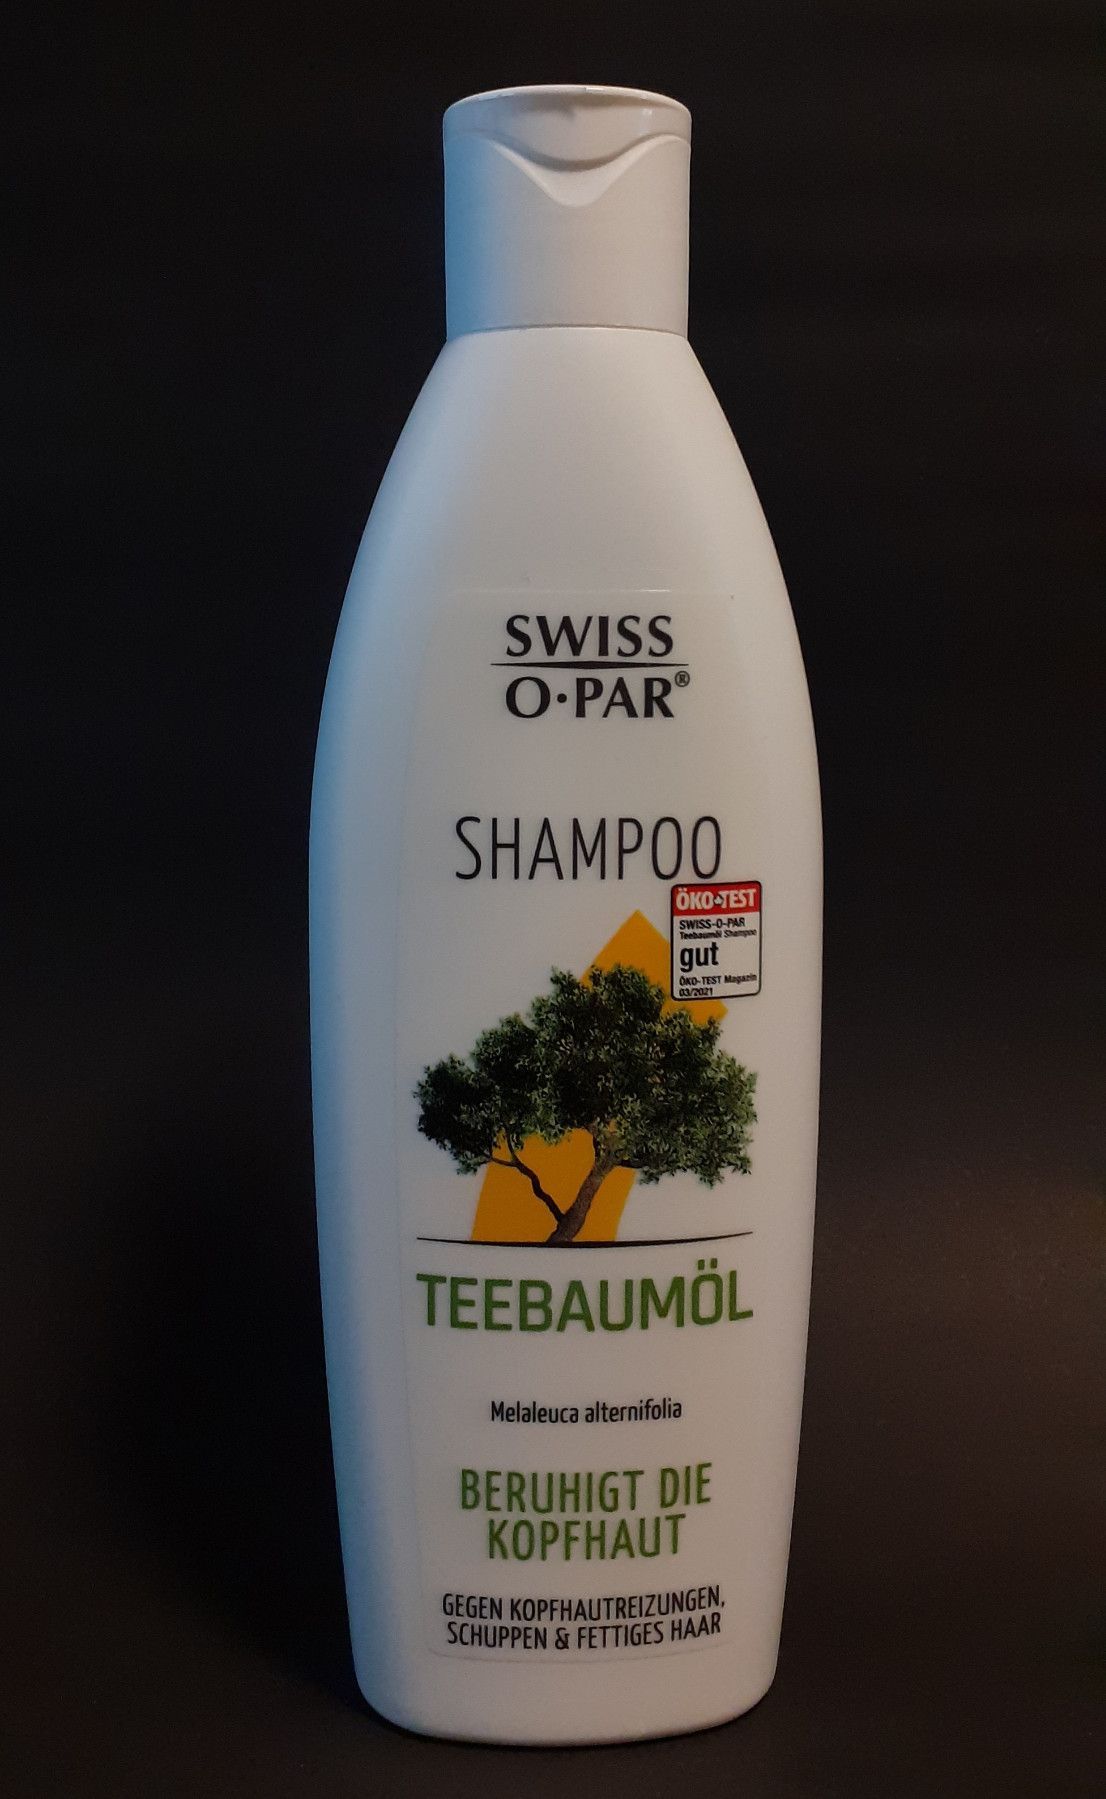 SWISS
O·PAR®
SHAMPOO
ÖKO-TEST
SWISS-O-PAR
Teebaumöl Shampoo
gut
ÖKO-TEST Magazin
03/2021
TEEBAUMÖL
Melaleuca alternifolia
BERUHIGT DIE
KOPFHAUT
GEGEN KOPFHAUTREIZUNGEN,
SCHUPPEN & FETTIGES HAAR